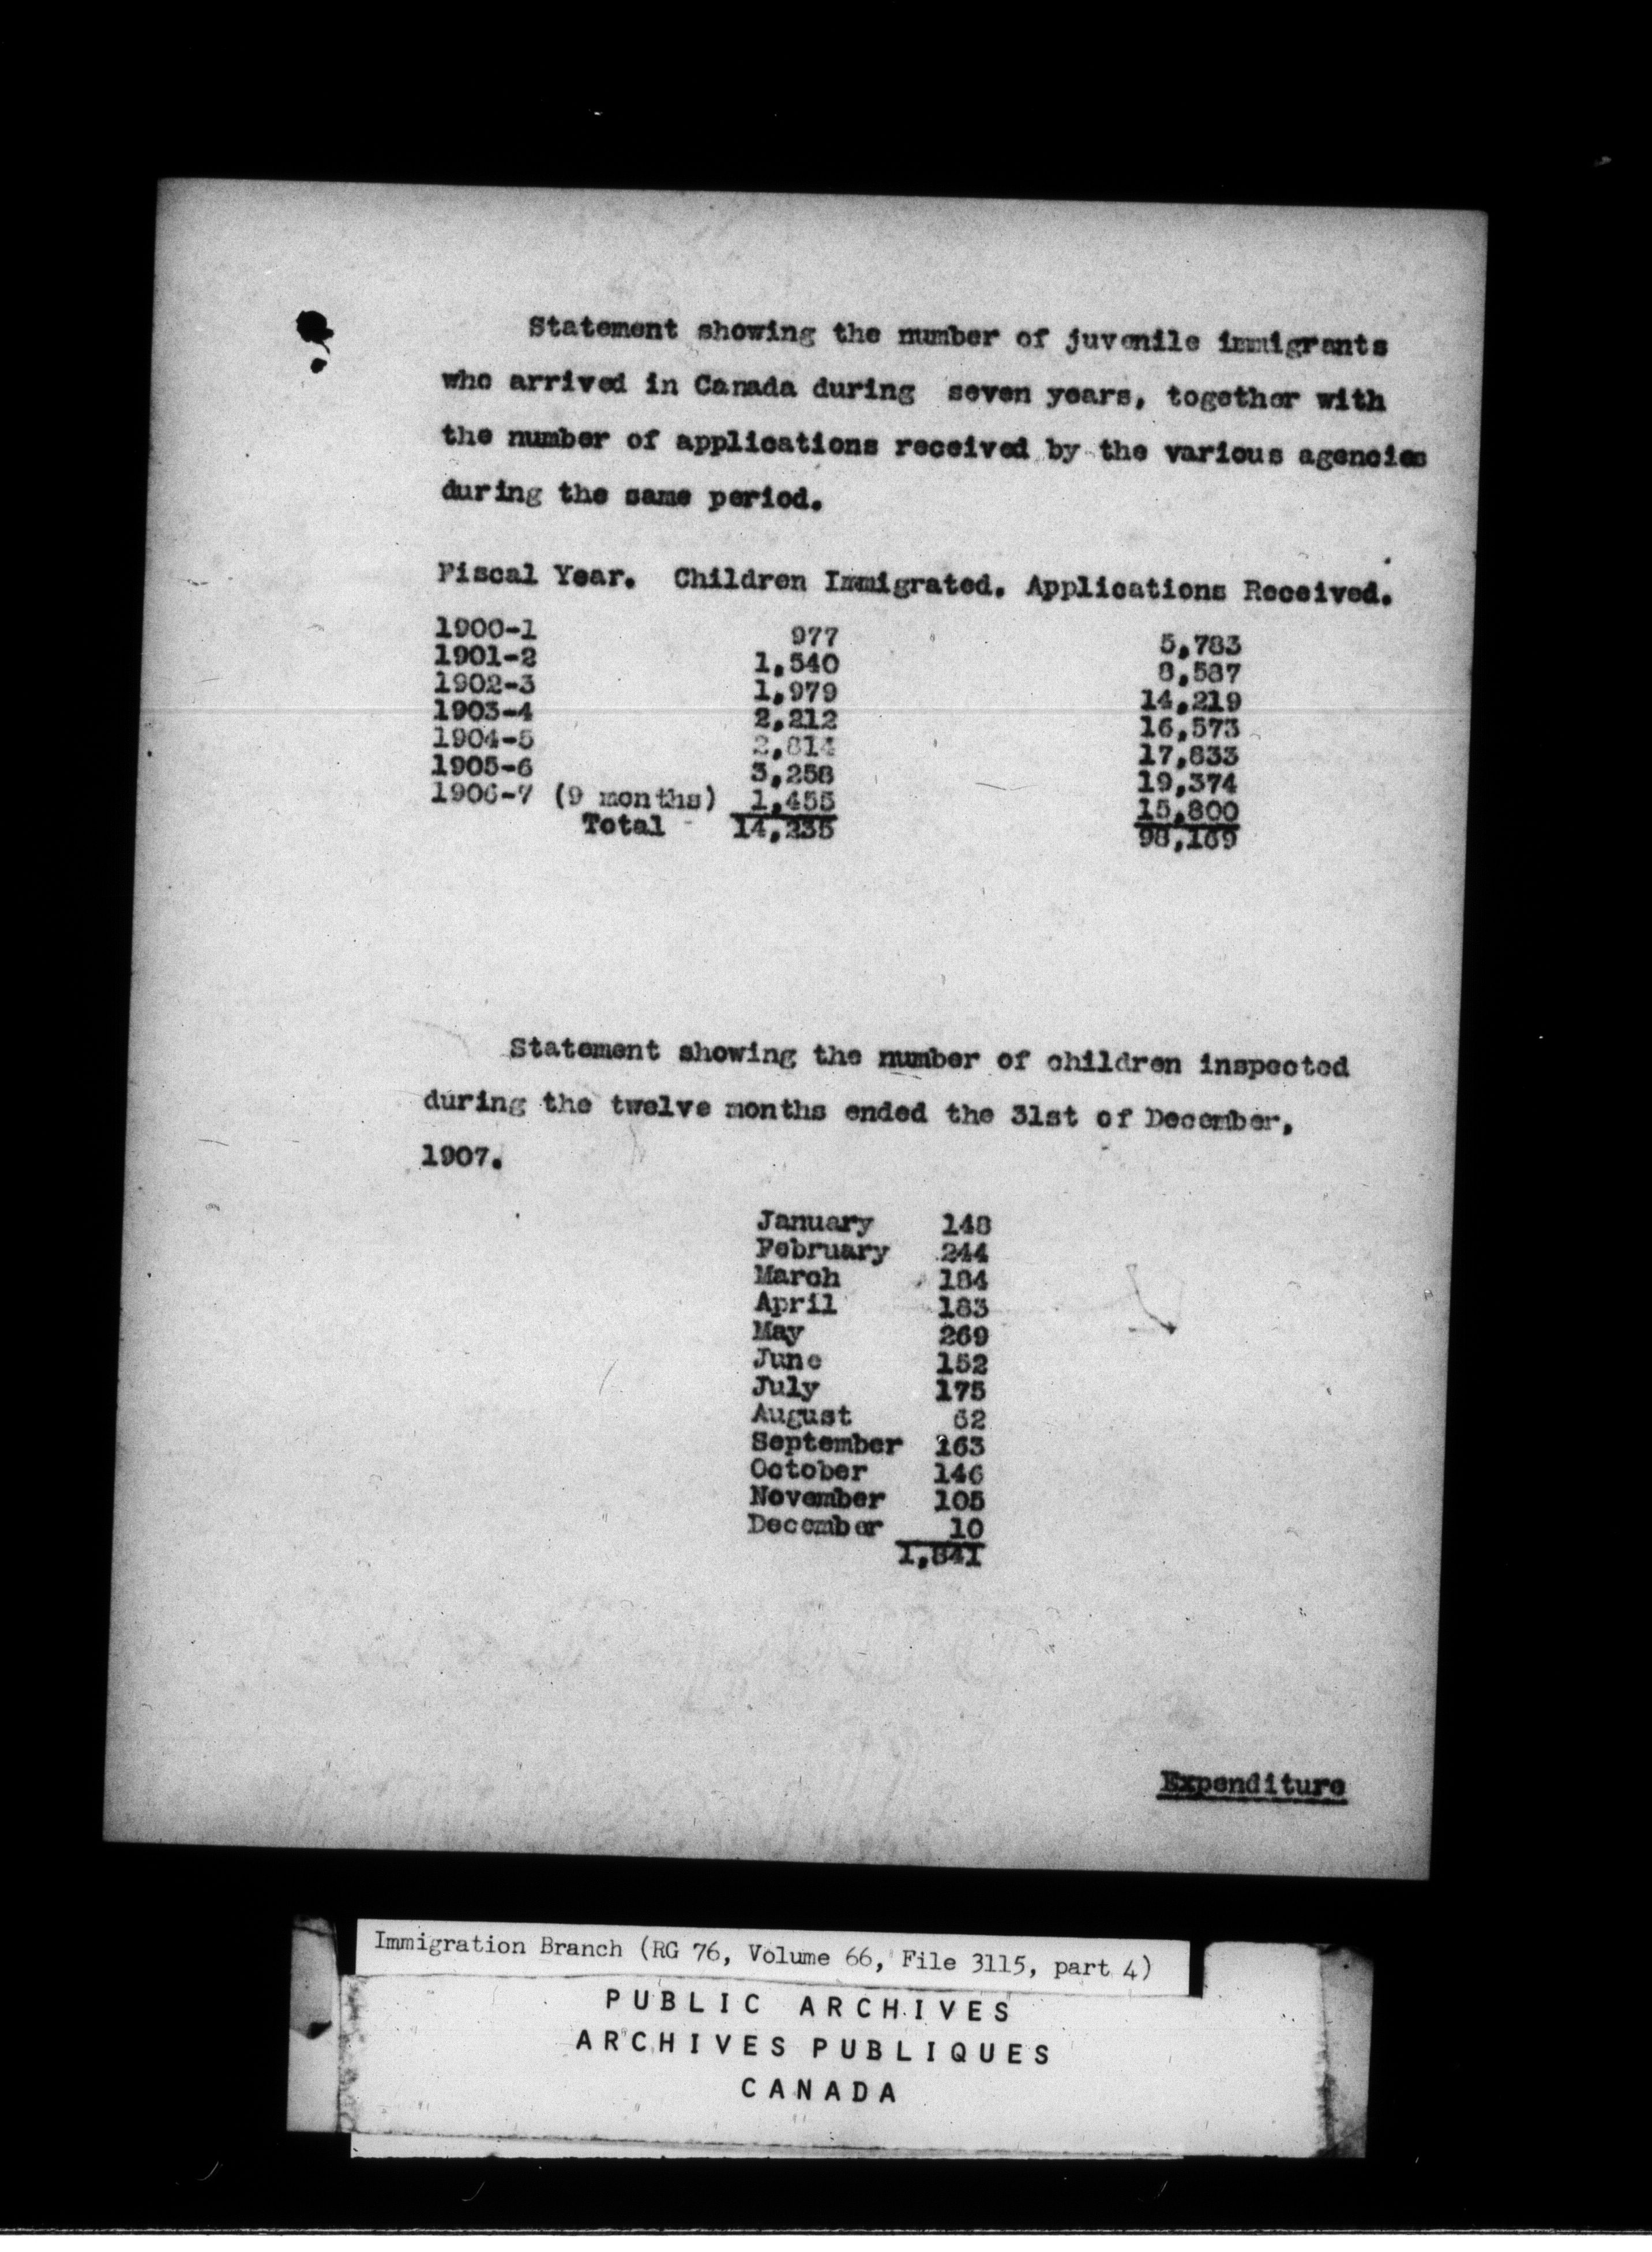 Statement showing the number of juvenile immigrants
who arrived in Canada during seven years, together with
the number of applications received by the various agencies
during the same period.
Fiscal Year. Children Immigrated. Applications Received.
1900-1 977 5,783
1901-2 1,540 8,587
1902-3 1,979 14,219
1903-4 2,212 16,573
1904-5 2,814 17,833
1905-6 3,258 19,374
1906-7 (9 months) 1,455 15,800
Total 14,235 98,169
Statement showing the number of children inspected
during the twelve months ended the 31st of December,
1907.
January 148
February 244
March 184
April 183
May 269
June 152
July 175
August 62
September 163
October 146
November 105
December 10
1,841
Expenditure
Immigration Branch (RG 76, Volume 66, File 3115, part 4)
PUBLIC ARCHIVES
ARCHIVES PUBLIQUES
CANADA